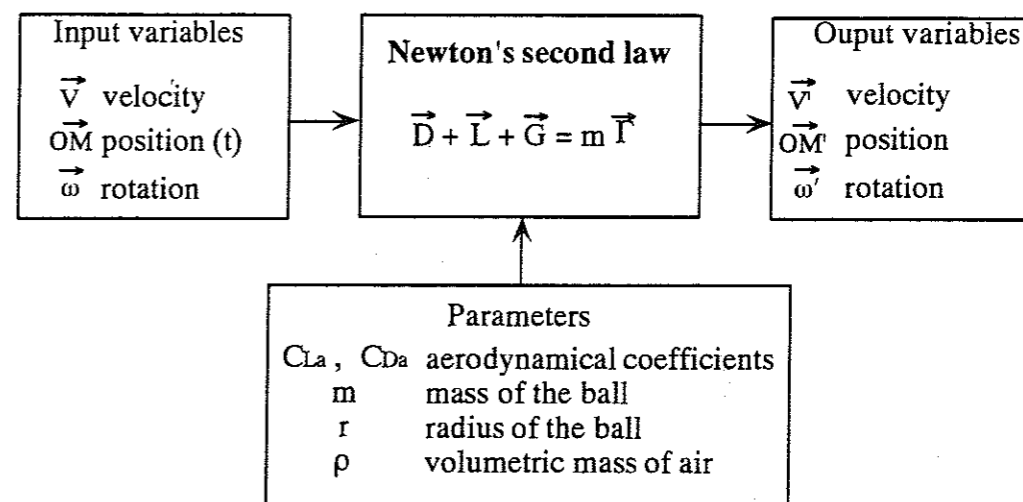 Input variables
V⃗ velocity
OM⃗ position (t)
ω⃗ rotation
Newton's second law
D⃗ + L⃗ + G⃗ = m Γ⃗
Ouput variables
V⃗' velocity
OM⃗' position
ω⃗' rotation
Parameters
CLa , CDa aerodynamical coefficients
m mass of the ball
r radius of the ball
ρ volumetric mass of air